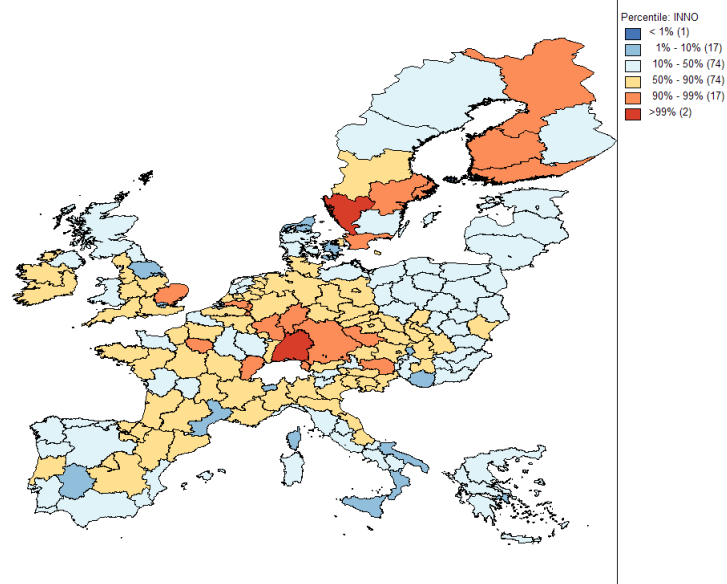 Percentile: INNO
< 1% (1)
1% - 10% (17)
10% - 50% (74)
50% - 90% (74)
90% - 99% (17)
>99% (2)